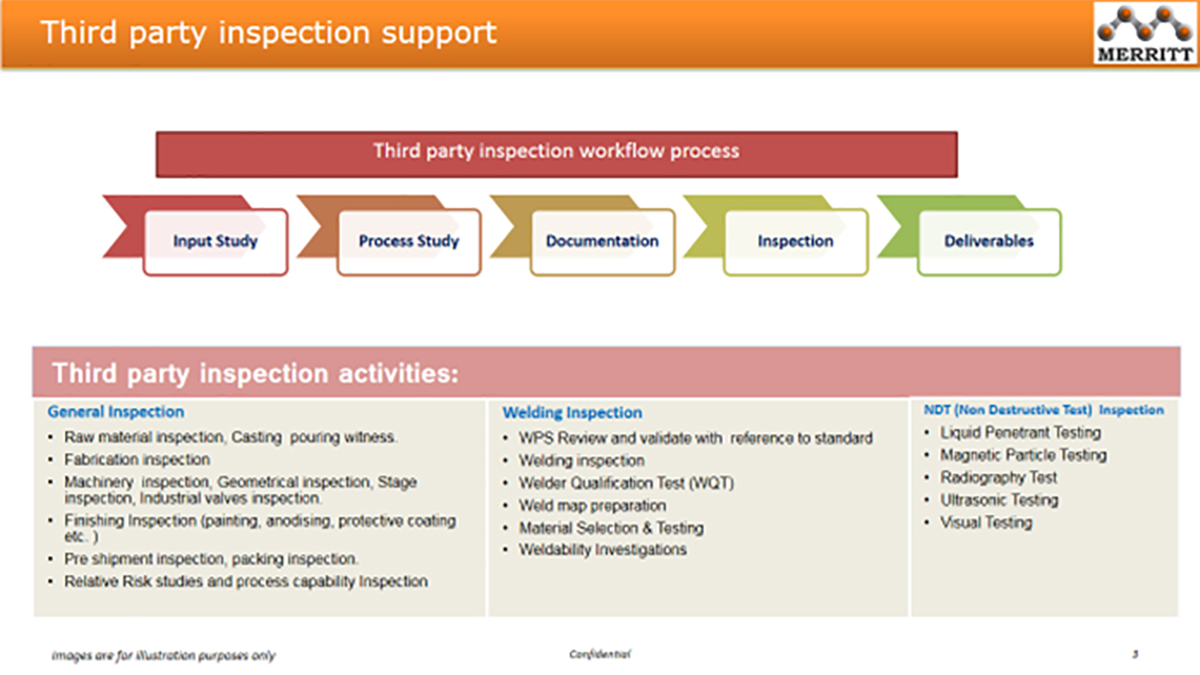 Third party inspection support
MERRITT
Third party inspection workflow process
Input Study
Process Study
Documentation
Inspection
Deliverables
Third party inspection activities:
General Inspection
• Raw material inspection, Casting pouring witness.
• Fabrication inspection
• Machinery inspection, Geometrical inspection, Stage
inspection, Industrial valves inspection.
• Finishing Inspection (painting, anodising, protective coating
etc. )
• Pre shipment inspection, packing inspection.
• Relative Risk studies and process capability Inspection
Welding Inspection
• WPS Review and validate with reference to standard
• Welding inspection
• Welder Qualification Test (WQT)
• Weld map preparation
• Material Selection & Testing
• Weldability Investigations
NDT (Non Destructive Test) Inspection
• Liquid Penetrant Testing
• Magnetic Particle Testing
• Radiography Test
• Ultrasonic Testing
• Visual Testing
Images are for illustration purposes only
Confidential
3